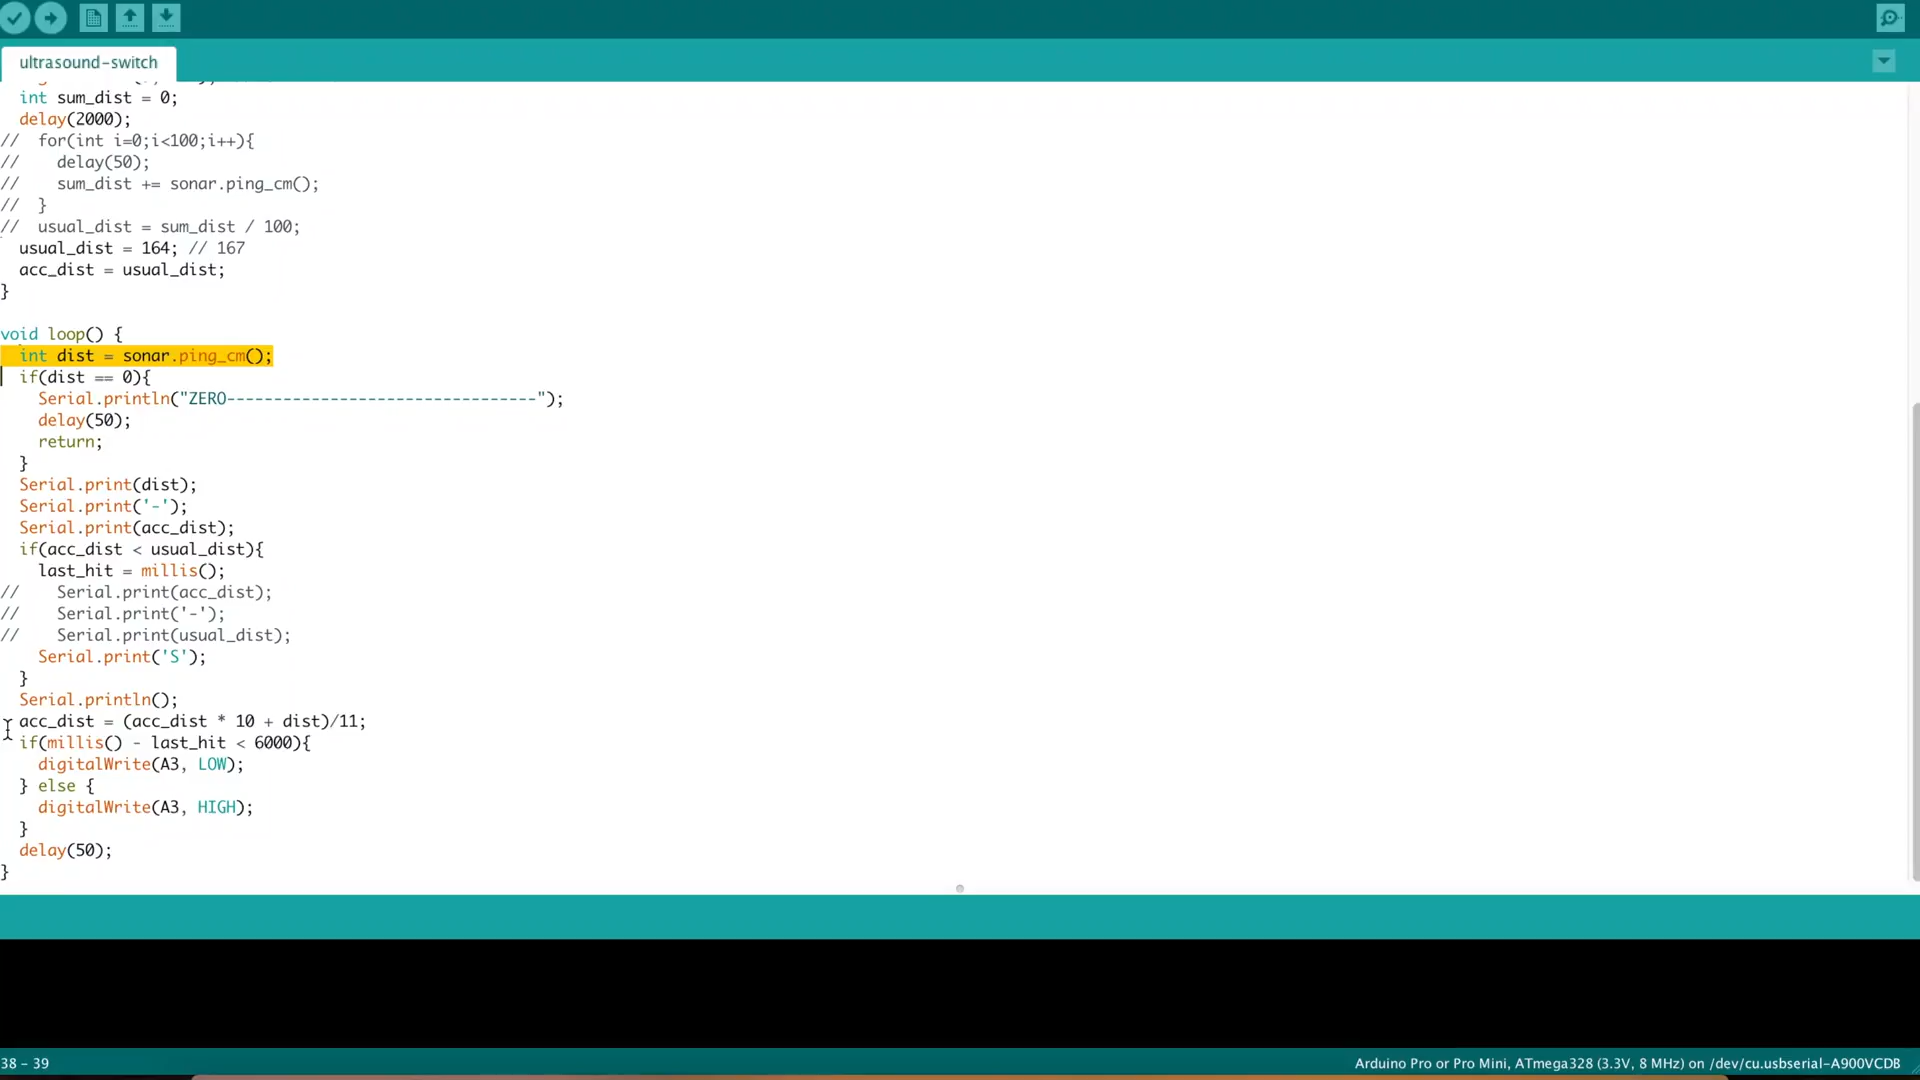 ultrasound-switch
int sum_dist = 0;
delay(2000);
//  for(int i=0;i<100;i++){
//    delay(50);
//    sum_dist += sonar.ping_cm();
//  }
//  usual_dist = sum_dist / 100;
usual_dist = 164; // 167
acc_dist = usual_dist;
}
void loop() {
int dist = sonar.ping_cm();
if(dist == 0){
Serial.println("ZERO---------------------------------");
delay(50);
return;
}
Serial.print(dist);
Serial.print('-');
Serial.print(acc_dist);
if(acc_dist < usual_dist){
last_hit = millis();
//    Serial.print(acc_dist);
//    Serial.print('-');
//    Serial.print(usual_dist);
Serial.print('S');
}
Serial.println();
acc_dist = (acc_dist * 10 + dist)/11;
if(millis() - last_hit < 6000){
digitalWrite(A3, LOW);
} else {
digitalWrite(A3, HIGH);
}
delay(50);
}
38 - 39
Arduino Pro or Pro Mini, ATmega328 (3.3V, 8 MHz) on /dev/cu.usbserial-A900VCDB